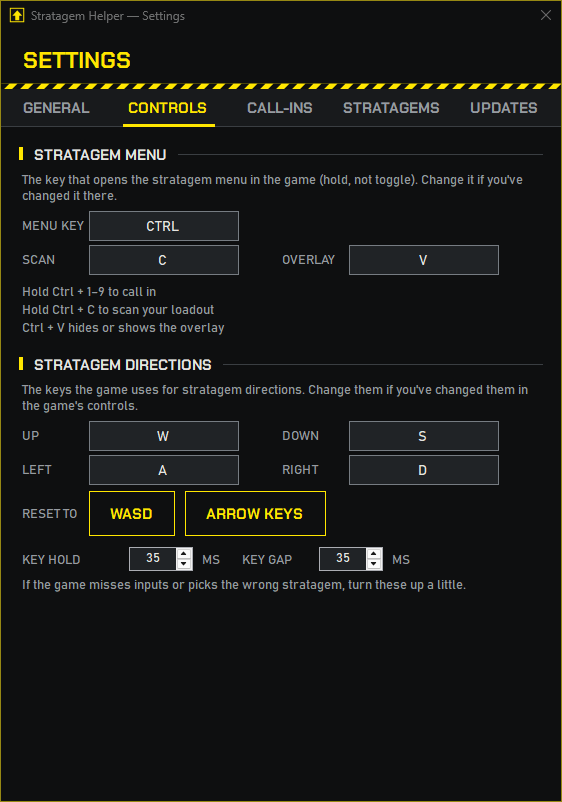 Stratagem Helper — Settings
SETTINGS
GENERAL CONTROLS CALL-INS STRATAGEMS UPDATES
STRATAGEM MENU
The key that opens the stratagem menu in the game (hold, not toggle). Change it if you've
changed it there.
MENU KEY CTRL
SCAN C OVERLAY V
Hold Ctrl + 1–9 to call in
Hold Ctrl + C to scan your loadout
Ctrl + V hides or shows the overlay
STRATAGEM DIRECTIONS
The keys the game uses for stratagem directions. Change them if you've changed them in
the game's controls.
UP W DOWN S
LEFT A RIGHT D
RESET TO WASD ARROW KEYS
KEY HOLD 35 MS KEY GAP 35 MS
If the game misses inputs or picks the wrong stratagem, turn these up a little.